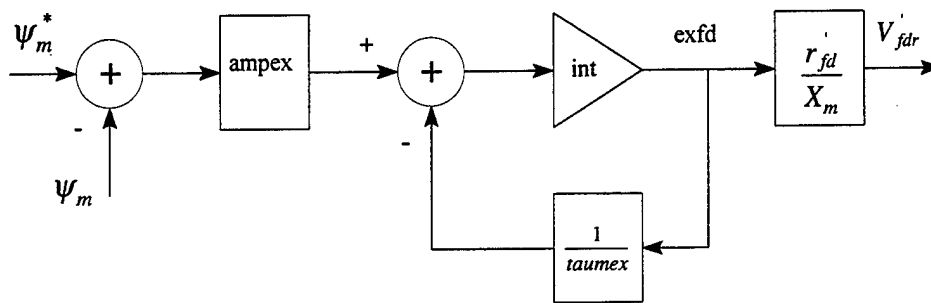 ψ*m
+
-
ψm
ampex
+
+
-
int
exfd
r'fd
Xm
V'fdr
1
taumex